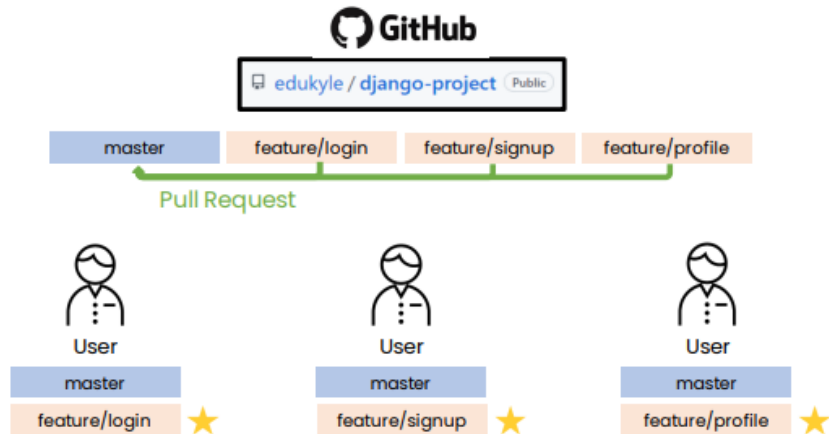 GitHub
edukyle / django-project Public
master feature/login feature/signup feature/profile
Pull Request
User User User
master master master
feature/login feature/signup feature/profile